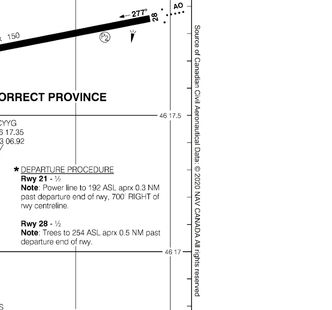 277°
28
AO
x 150
P2
ORRECT PROVINCE
46 17.5
CYYG
6 17.35
3 06.92
* DEPARTURE PROCEDURE
Rwy 21 - ½
Note: Power line to 192 ASL aprx 0.3 NM
past departure end of rwy, 700' RIGHT of
rwy centreline.
Rwy 28 - ½
Note: Trees to 254 ASL aprx 0.5 NM past
departure end of rwy.
46 17
S
Source of Canadian Civil Aeronautical Data: © 2020 NAV CANADA All rights reserved